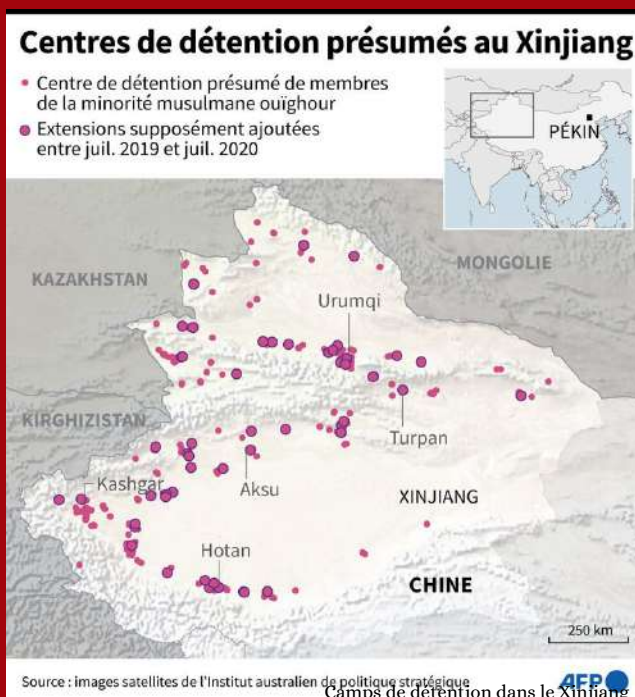 Centres de détention présumés au Xinjiang
Centre de détention présumé de membres
de la minorité musulmane ouïghour
Extensions supposément ajoutées
entre juil. 2019 et juil. 2020
PÉKIN
KAZAKHSTAN
MONGOLIE
Urumqi
KIRGHIZISTAN
Turpan
Kashgar
Aksu
XINJIANG
Hotan
CHINE
250 km
Source : images satellites de l'Institut australien de politique stratégique
AFP
Camps de détention dans le Xinjiang